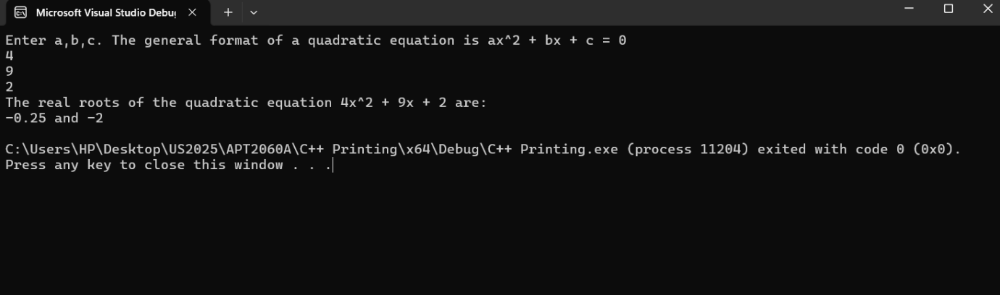 Microsoft Visual Studio Debu
Enter a,b,c. The general format of a quadratic equation is ax^2 + bx + c = 0
4
9
2
The real roots of the quadratic equation 4x^2 + 9x + 2 are:
-0.25 and -2
C:\Users\HP\Desktop\US2025\APT2060A\C++ Printing\x64\Debug\C++ Printing.exe (process 11204) exited with code 0 (0x0).
Press any key to close this window . . .